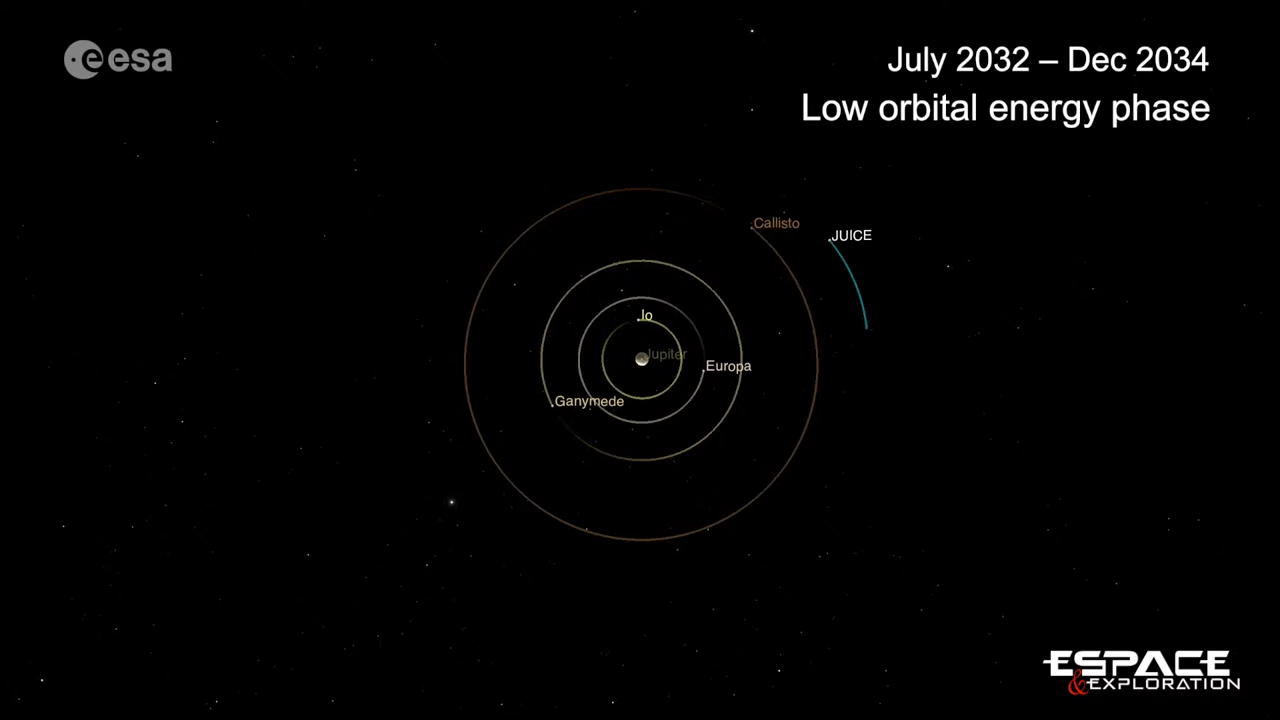 esa
July 2032 – Dec 2034
Low orbital energy phase
Callisto
JUICE
Io
Jupiter
Europa
Ganymede
ESPACE
& EXPLORATION